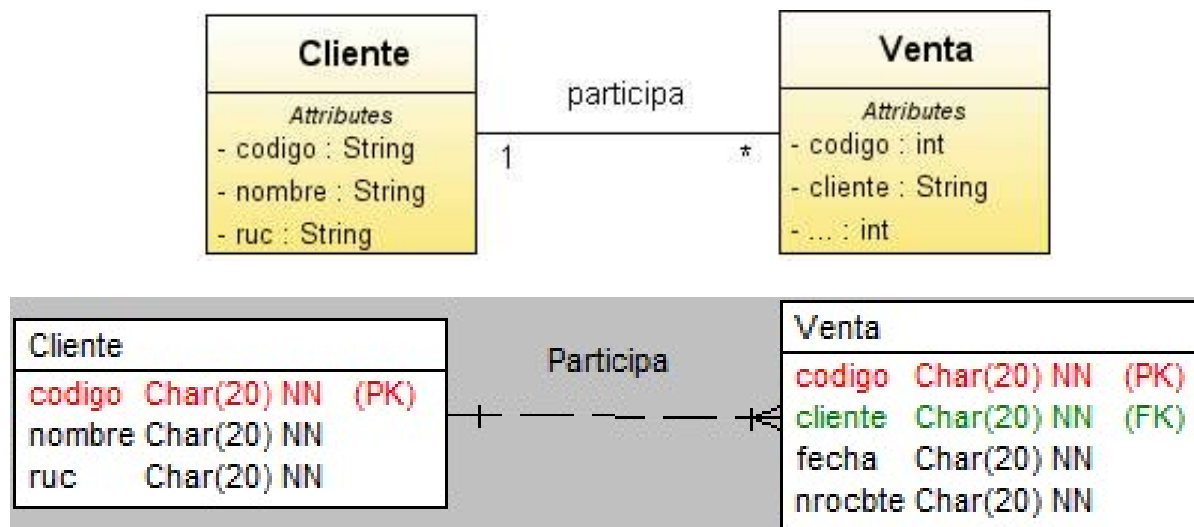 Cliente
Attributes
- codigo : String
- nombre : String
- ruc : String
participa
1
*
Venta
Attributes
- codigo : int
- cliente : String
- ... : int
Cliente
codigo Char(20) NN (PK)
nombre Char(20) NN
ruc Char(20) NN
Participa
Venta
codigo Char(20) NN (PK)
cliente Char(20) NN (FK)
fecha Char(20) NN
nrocbte Char(20) NN